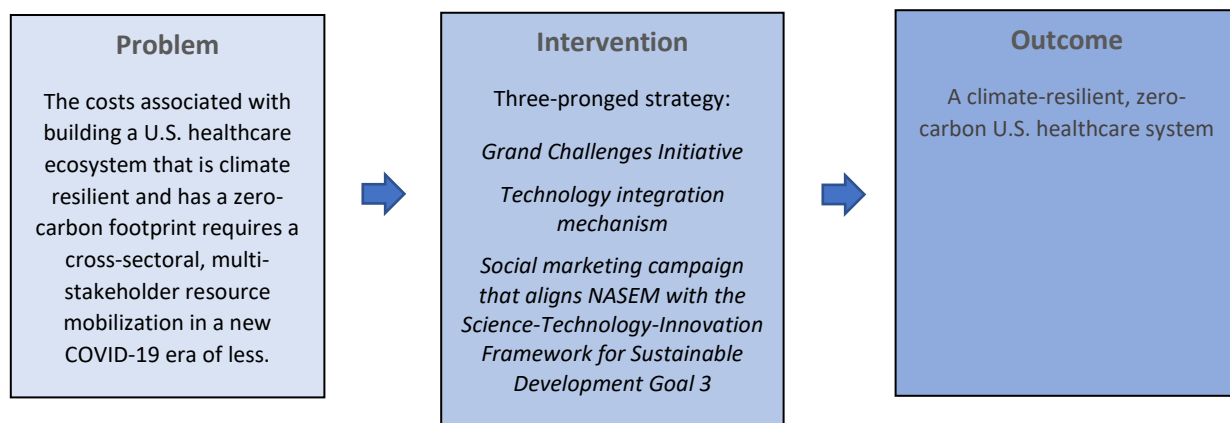 Problem
The costs associated with
building a U.S. healthcare
ecosystem that is climate
resilient and has a zero-
carbon footprint requires a
cross-sectoral, multi-
stakeholder resource
mobilization in a new
COVID-19 era of less.
Intervention
Three-pronged strategy:
Grand Challenges Initiative
Technology integration
mechanism
Social marketing campaign
that aligns NASEM with the
Science-Technology-Innovation
Framework for Sustainable
Development Goal 3
Outcome
A climate-resilient, zero-
carbon U.S. healthcare system